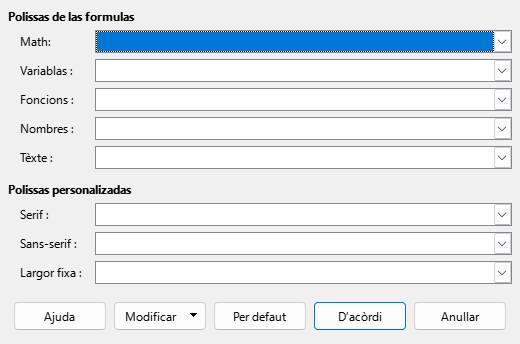 Polissas de las formulas
Math:
Variablas :
Foncions :
Nombres :
Tèxte :
Polissas personalizadas
Serif :
Sans-serif :
Largor fixa :
Ajuda Modificar Per defaut D'acòrdi Anullar